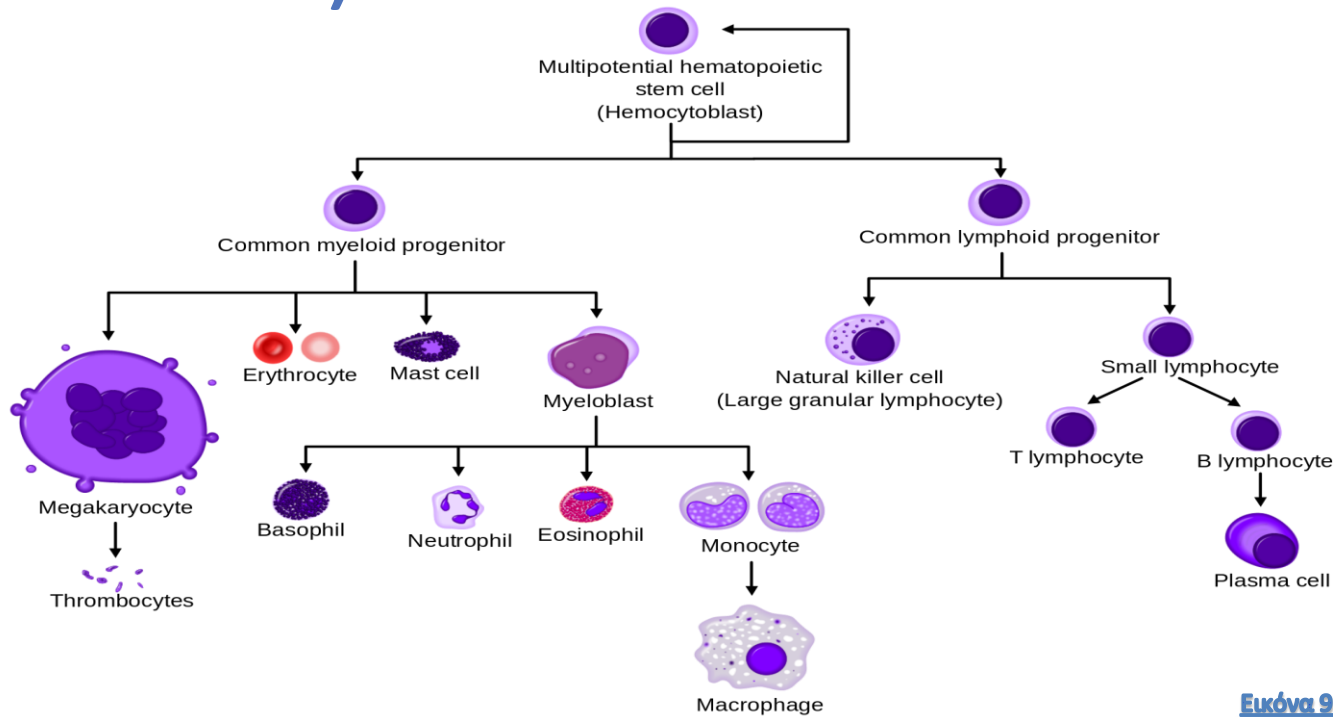 Multipotential hematopoietic
stem cell
(Hemocytoblast)
Common myeloid progenitor
Common lymphoid progenitor
Erythrocyte
Mast cell
Myeloblast
Natural killer cell
(Large granular lymphocyte)
Small lymphocyte
T lymphocyte
B lymphocyte
Megakaryocyte
Basophil
Neutrophil
Eosinophil
Monocyte
Plasma cell
Thrombocytes
Macrophage
Εικόνα 9